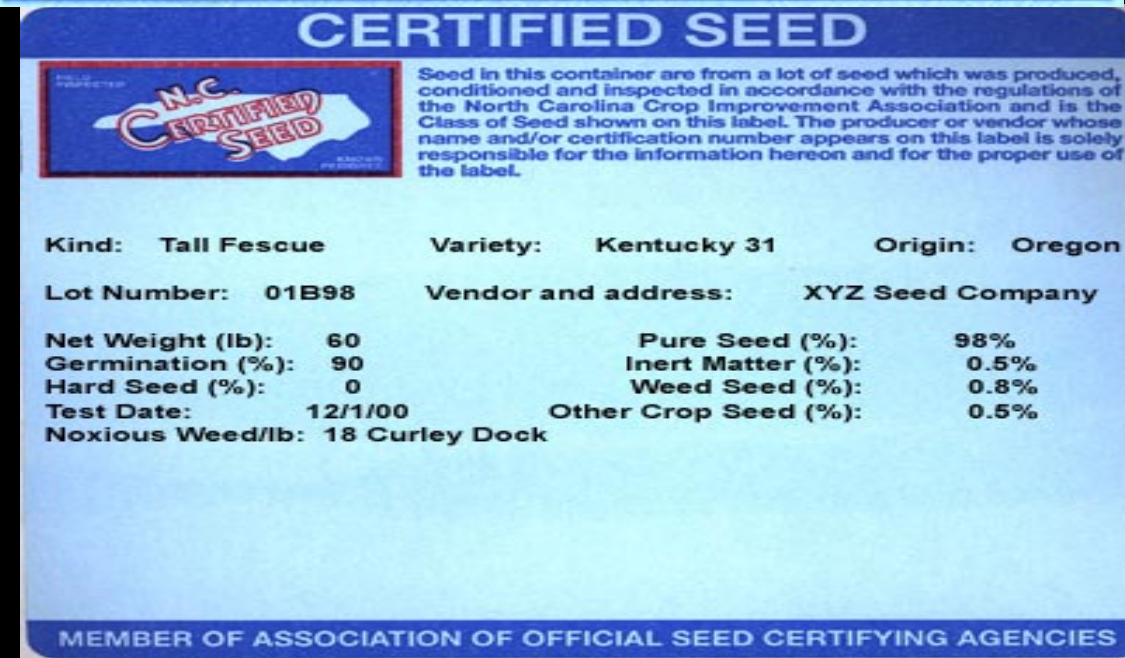 CERTIFIED SEED
FIELD
INSPECTED
N.C.
CERTIFIED
SEED
KNOWN
PEDIGREE
Seed in this container are from a lot of seed which was produced,
conditioned and inspected in accordance with the regulations of
the North Carolina Crop Improvement Association and is the
Class of Seed shown on this label. The producer or vendor whose
name and/or certification number appears on this label is solely
responsible for the information hereon and for the proper use of
the label.
Kind: Tall Fescue Variety: Kentucky 31 Origin: Oregon
Lot Number: 01B98 Vendor and address: XYZ Seed Company
Net Weight (lb): 60 Pure Seed (%): 98%
Germination (%): 90 Inert Matter (%): 0.5%
Hard Seed (%): 0 Weed Seed (%): 0.8%
Test Date: 12/1/00 Other Crop Seed (%): 0.5%
Noxious Weed/lb: 18 Curley Dock
MEMBER OF ASSOCIATION OF OFFICIAL SEED CERTIFYING AGENCIES